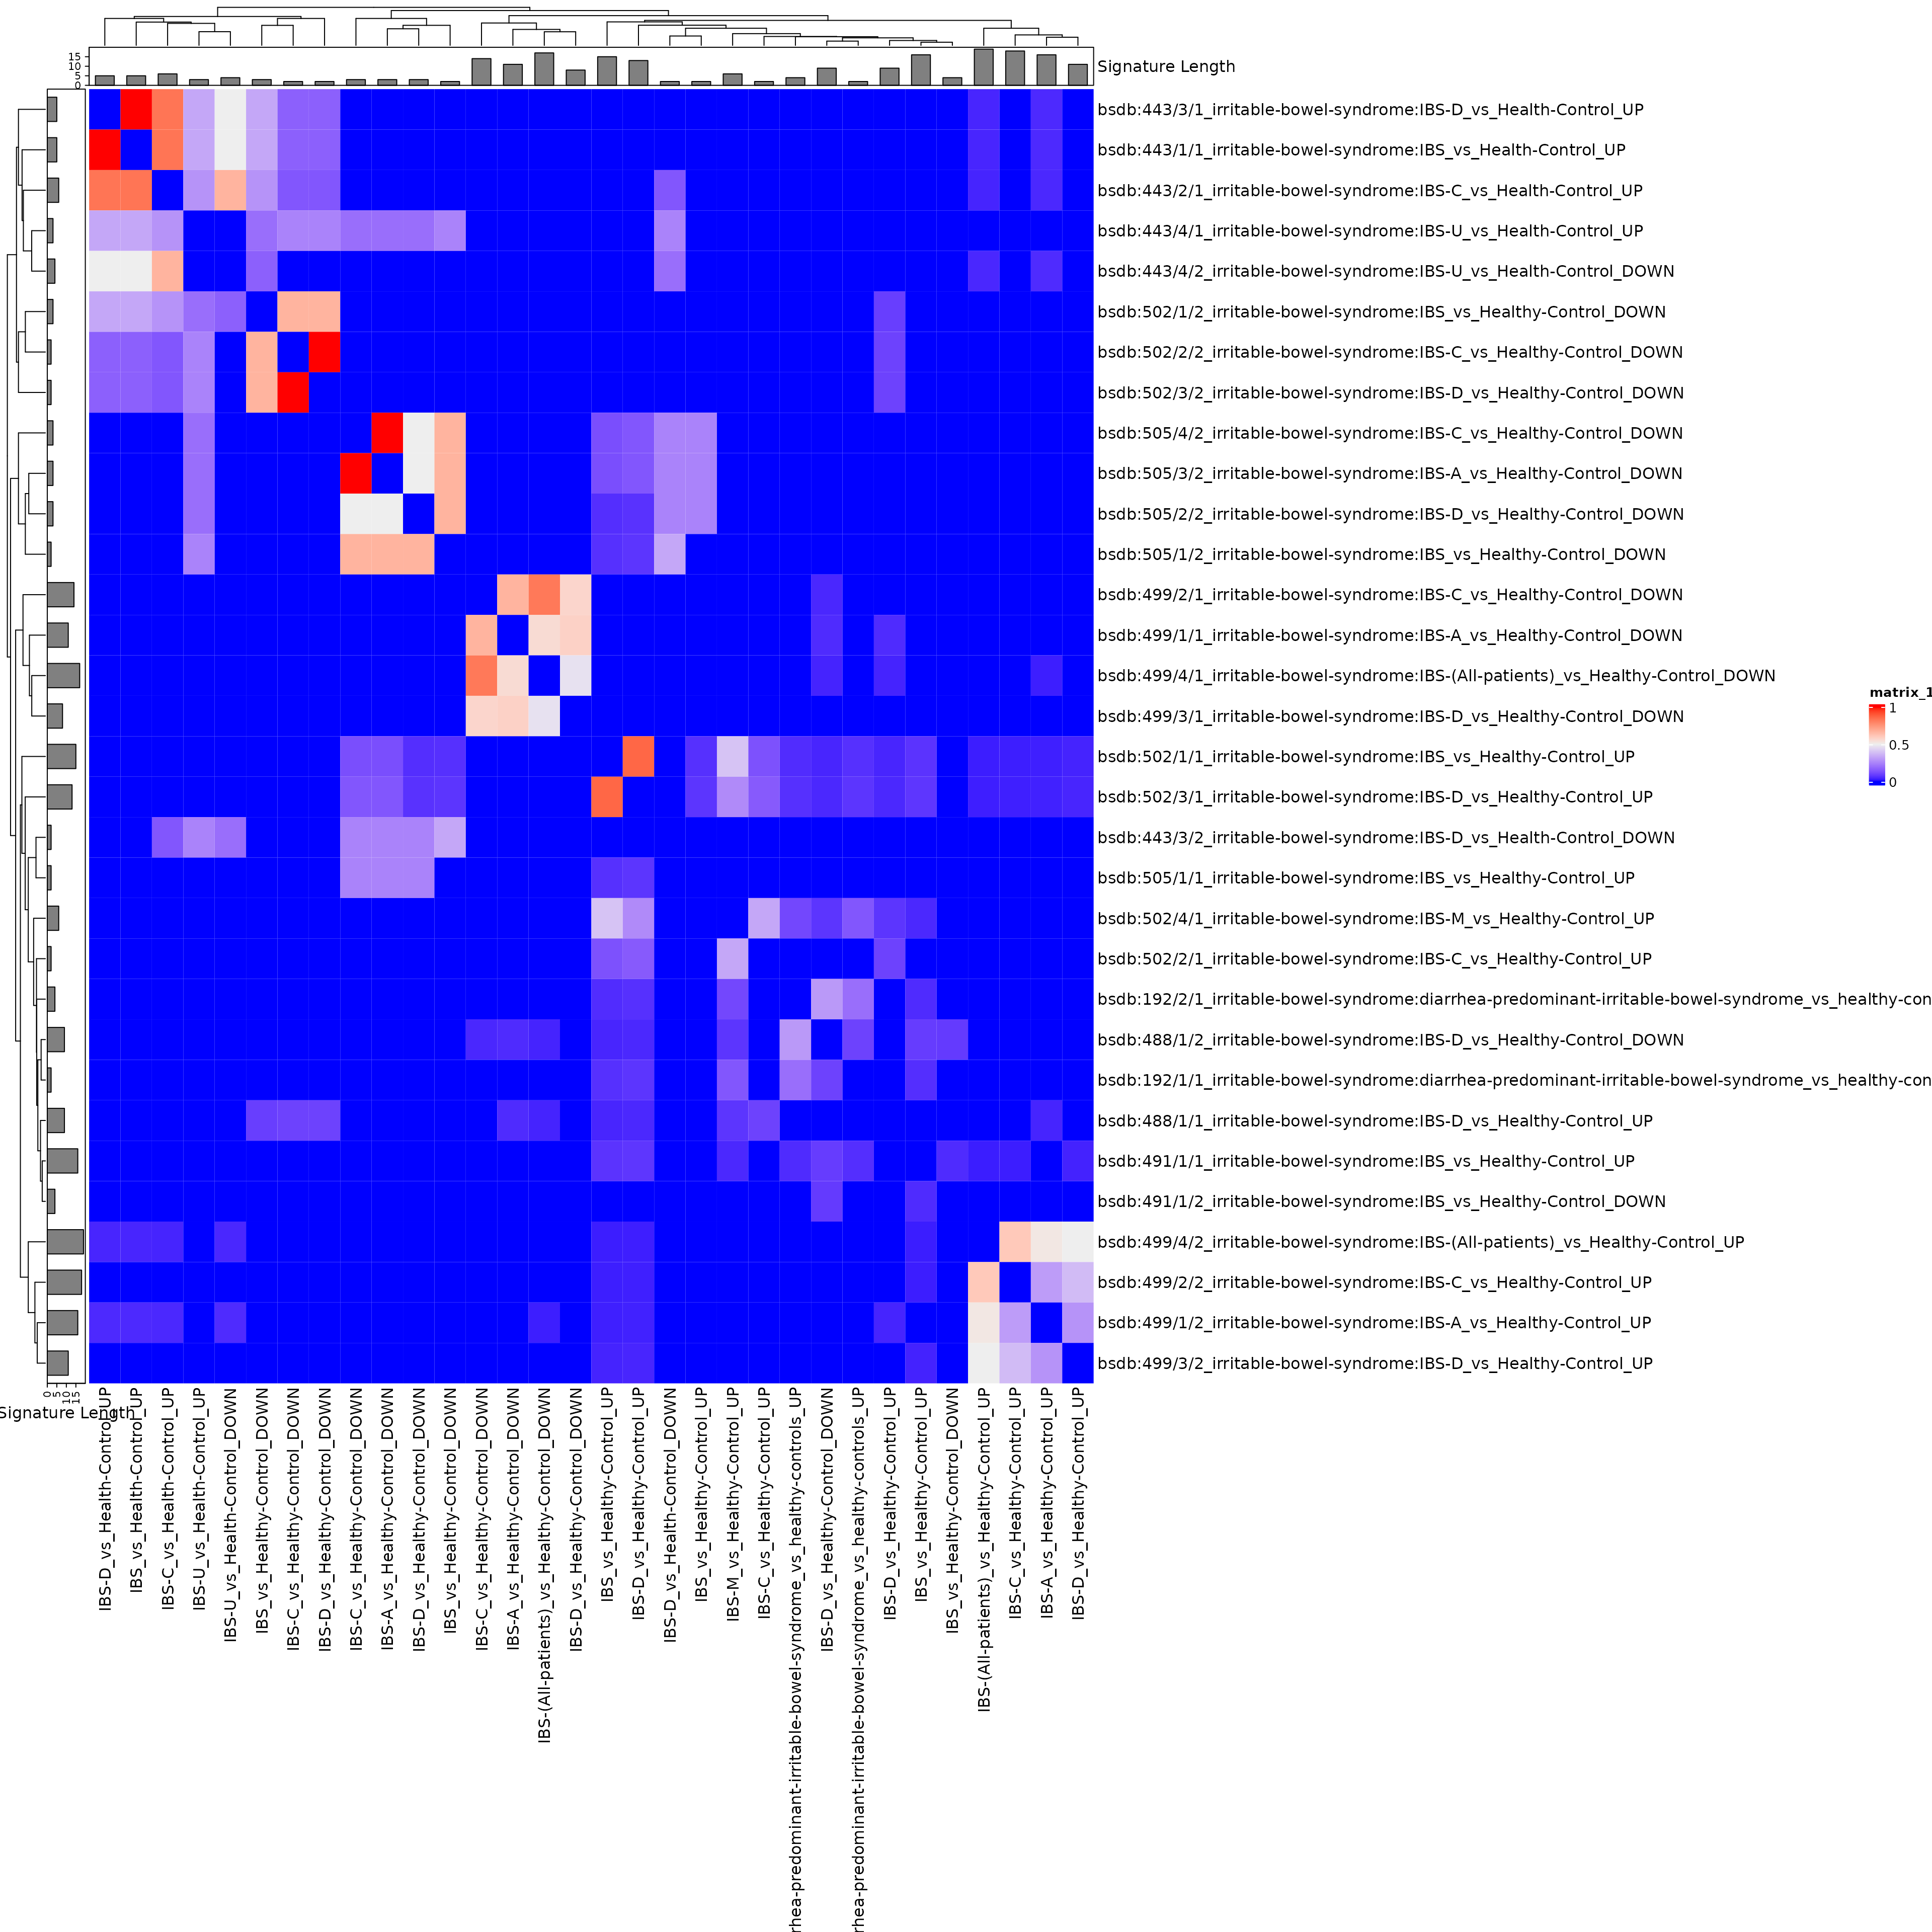 15
10
5
0
Signature Length
bsdb:443/3/1_irritable-bowel-syndrome:IBS-D_vs_Health-Control_UP
bsdb:443/1/1_irritable-bowel-syndrome:IBS_vs_Health-Control_UP
bsdb:443/2/1_irritable-bowel-syndrome:IBS-C_vs_Health-Control_UP
bsdb:443/4/1_irritable-bowel-syndrome:IBS-U_vs_Health-Control_UP
bsdb:443/4/2_irritable-bowel-syndrome:IBS-U_vs_Health-Control_DOWN
bsdb:502/1/2_irritable-bowel-syndrome:IBS_vs_Healthy-Control_DOWN
bsdb:502/2/2_irritable-bowel-syndrome:IBS-C_vs_Healthy-Control_DOWN
bsdb:502/3/2_irritable-bowel-syndrome:IBS-D_vs_Healthy-Control_DOWN
bsdb:505/4/2_irritable-bowel-syndrome:IBS-C_vs_Healthy-Control_DOWN
bsdb:505/3/2_irritable-bowel-syndrome:IBS-A_vs_Healthy-Control_DOWN
bsdb:505/2/2_irritable-bowel-syndrome:IBS-D_vs_Healthy-Control_DOWN
bsdb:505/1/2_irritable-bowel-syndrome:IBS_vs_Healthy-Control_DOWN
bsdb:499/2/1_irritable-bowel-syndrome:IBS-C_vs_Healthy-Control_DOWN
bsdb:499/1/1_irritable-bowel-syndrome:IBS-A_vs_Healthy-Control_DOWN
bsdb:499/4/1_irritable-bowel-syndrome:IBS-(All-patients)_vs_Healthy-Control_DOWN
bsdb:499/3/1_irritable-bowel-syndrome:IBS-D_vs_Healthy-Control_DOWN
bsdb:502/1/1_irritable-bowel-syndrome:IBS_vs_Healthy-Control_UP
bsdb:502/3/1_irritable-bowel-syndrome:IBS-D_vs_Healthy-Control_UP
bsdb:443/3/2_irritable-bowel-syndrome:IBS-D_vs_Health-Control_DOWN
bsdb:505/1/1_irritable-bowel-syndrome:IBS_vs_Healthy-Control_UP
bsdb:502/4/1_irritable-bowel-syndrome:IBS-M_vs_Healthy-Control_UP
bsdb:502/2/1_irritable-bowel-syndrome:IBS-C_vs_Healthy-Control_UP
bsdb:192/2/1_irritable-bowel-syndrome:diarrhea-predominant-irritable-bowel-syndrome_vs_healthy-con
bsdb:488/1/2_irritable-bowel-syndrome:IBS-D_vs_Healthy-Control_DOWN
bsdb:192/1/1_irritable-bowel-syndrome:diarrhea-predominant-irritable-bowel-syndrome_vs_healthy-con
bsdb:488/1/1_irritable-bowel-syndrome:IBS-D_vs_Healthy-Control_UP
bsdb:491/1/1_irritable-bowel-syndrome:IBS_vs_Healthy-Control_UP
bsdb:491/1/2_irritable-bowel-syndrome:IBS_vs_Healthy-Control_DOWN
bsdb:499/4/2_irritable-bowel-syndrome:IBS-(All-patients)_vs_Healthy-Control_UP
bsdb:499/2/2_irritable-bowel-syndrome:IBS-C_vs_Healthy-Control_UP
bsdb:499/1/2_irritable-bowel-syndrome:IBS-A_vs_Healthy-Control_UP
bsdb:499/3/2_irritable-bowel-syndrome:IBS-D_vs_Healthy-Control_UP
matrix_1
1
0.5
0
0
5
10
15
Signature Length
IBS-D_vs_Health-Control_UP
IBS_vs_Health-Control_UP
IBS-C_vs_Health-Control_UP
IBS-U_vs_Health-Control_UP
IBS-U_vs_Health-Control_DOWN
IBS_vs_Healthy-Control_DOWN
IBS-C_vs_Healthy-Control_DOWN
IBS-D_vs_Healthy-Control_DOWN
IBS-C_vs_Healthy-Control_DOWN
IBS-A_vs_Healthy-Control_DOWN
IBS-D_vs_Healthy-Control_DOWN
IBS_vs_Healthy-Control_DOWN
IBS-C_vs_Healthy-Control_DOWN
IBS-A_vs_Healthy-Control_DOWN
IBS-(All-patients)_vs_Healthy-Control_DOWN
IBS-D_vs_Healthy-Control_DOWN
IBS_vs_Healthy-Control_UP
IBS-D_vs_Healthy-Control_UP
IBS-D_vs_Health-Control_DOWN
IBS_vs_Healthy-Control_UP
IBS-M_vs_Healthy-Control_UP
IBS-C_vs_Healthy-Control_UP
rhea-predominant-irritable-bowel-syndrome_vs_healthy-controls_UP
IBS-D_vs_Healthy-Control_DOWN
rhea-predominant-irritable-bowel-syndrome_vs_healthy-controls_UP
IBS-D_vs_Healthy-Control_UP
IBS_vs_Healthy-Control_UP
IBS_vs_Healthy-Control_DOWN
IBS-(All-patients)_vs_Healthy-Control_UP
IBS-C_vs_Healthy-Control_UP
IBS-A_vs_Healthy-Control_UP
IBS-D_vs_Healthy-Control_UP